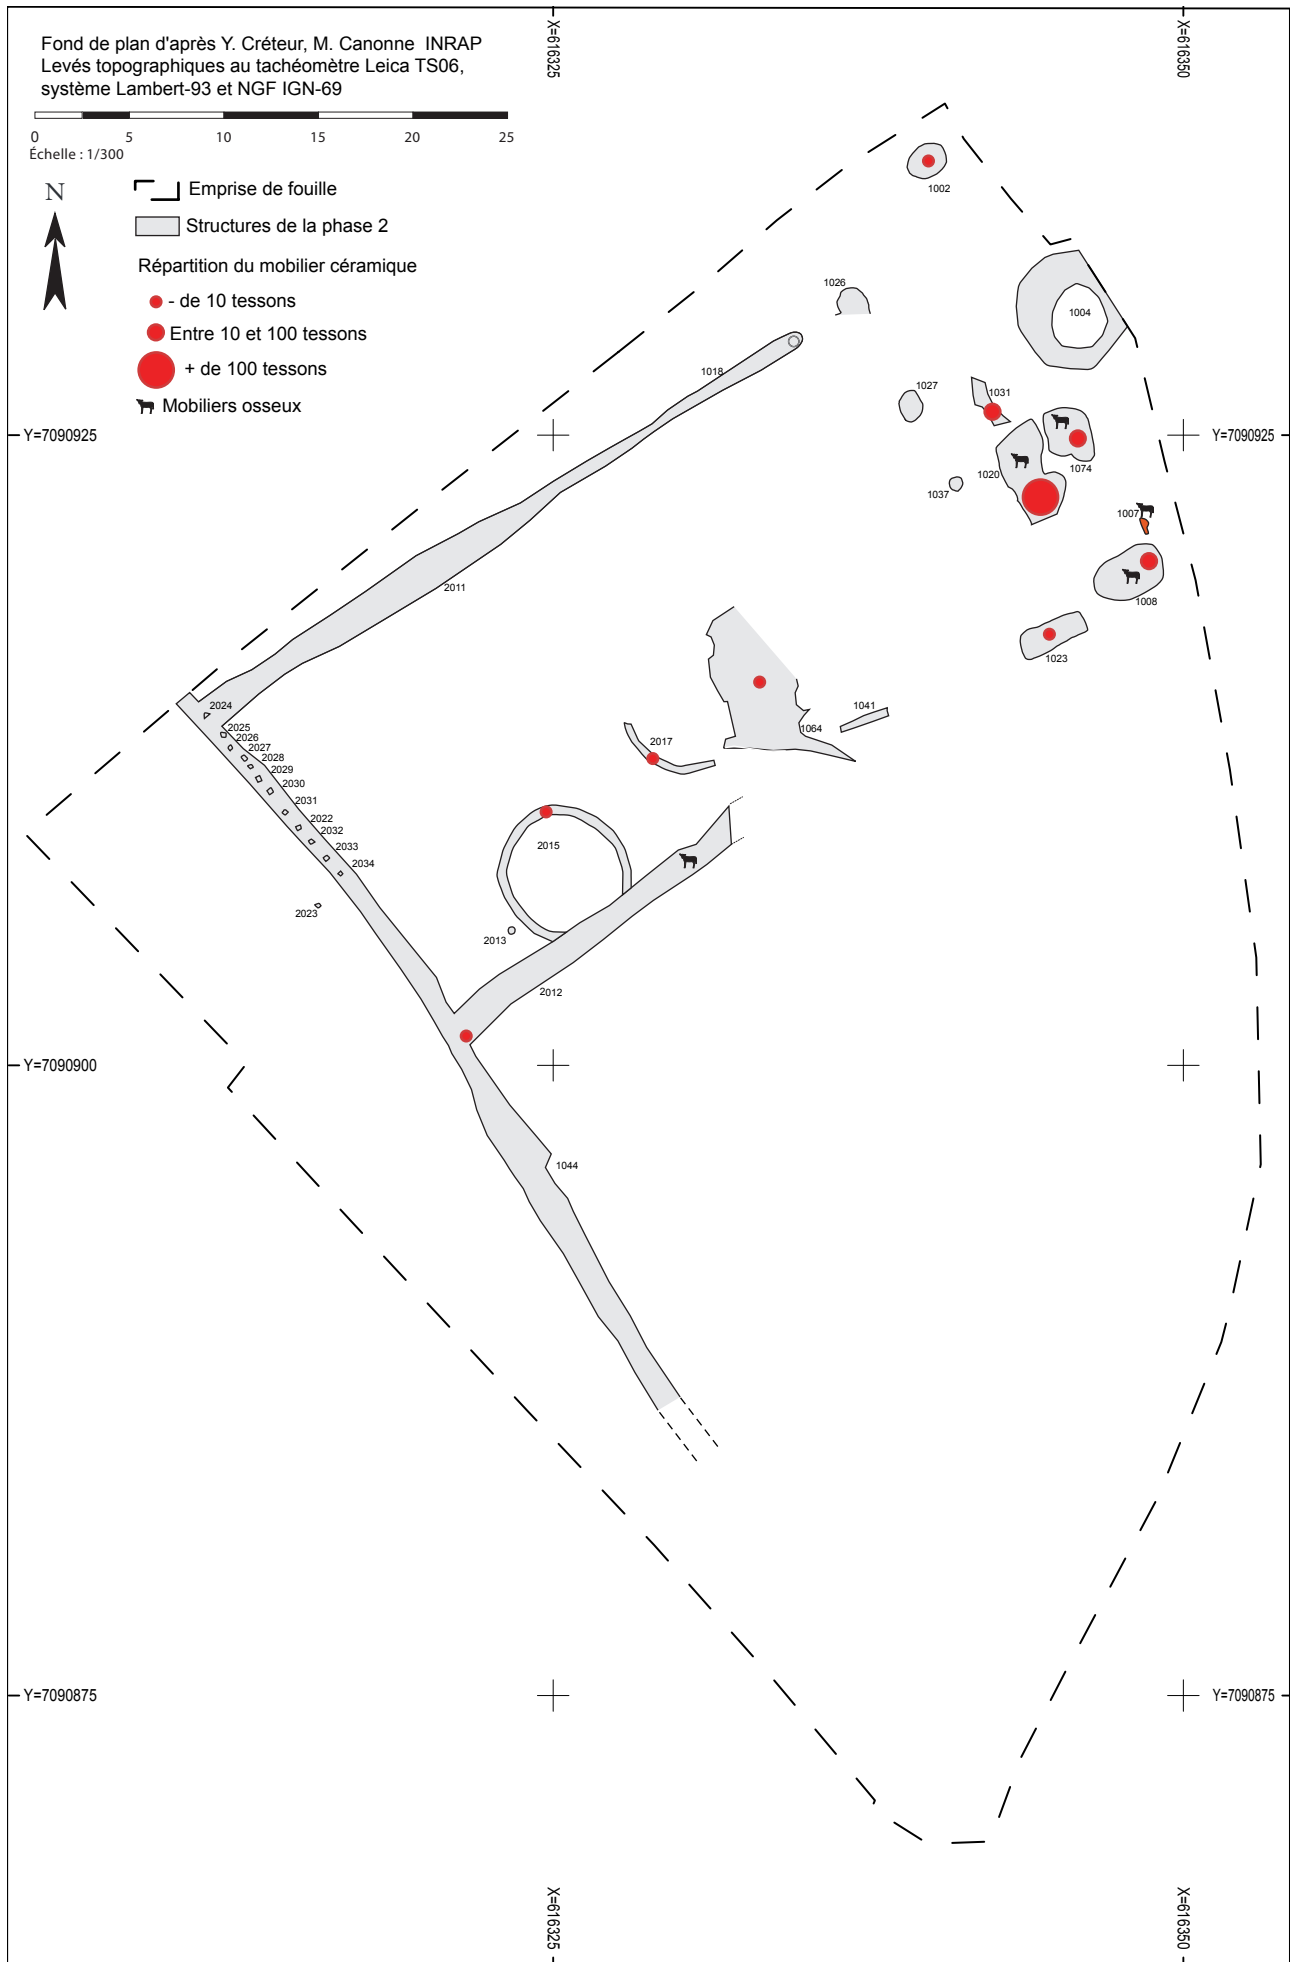 X=616325
X=616350
Fond de plan d'après Y. Créteur, M. Canonne INRAP
Levés topographiques au tachéomètre Leica TS06,
système Lambert-93 et NGF IGN-69
0 5 10 15 20 25
Échelle : 1/300
N
Emprise de fouille
Structures de la phase 2
Répartition du mobilier céramique
- de 10 tessons
Entre 10 et 100 tessons
+ de 100 tessons
Mobiliers osseux
1002
1026
1004
1018
1027
1031
Y=7090925
Y=7090925
1020
1074
1037
1007
2011
1008
1023
2024
2025
2026
2027
2028
2029
2030
2031
2022
2032
2033
2034
2023
1041
1064
2017
2015
2013
2012
Y=7090900
1044
Y=7090875
Y=7090875
X=616325
X=616350